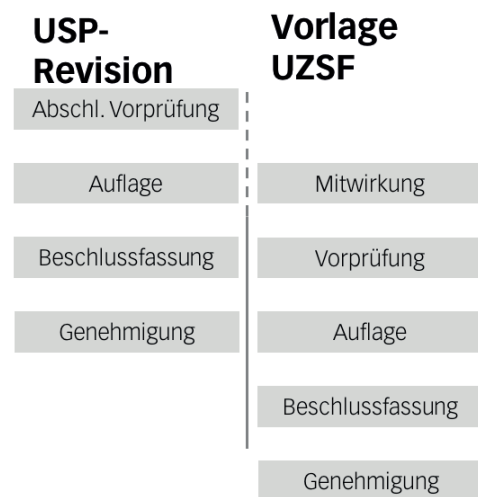 USP-
Revision
Abschl. Vorprüfung
Auflage
Beschlussfassung
Genehmigung
Vorlage
UZSF
Mitwirkung
Vorprüfung
Auflage
Beschlussfassung
Genehmigung